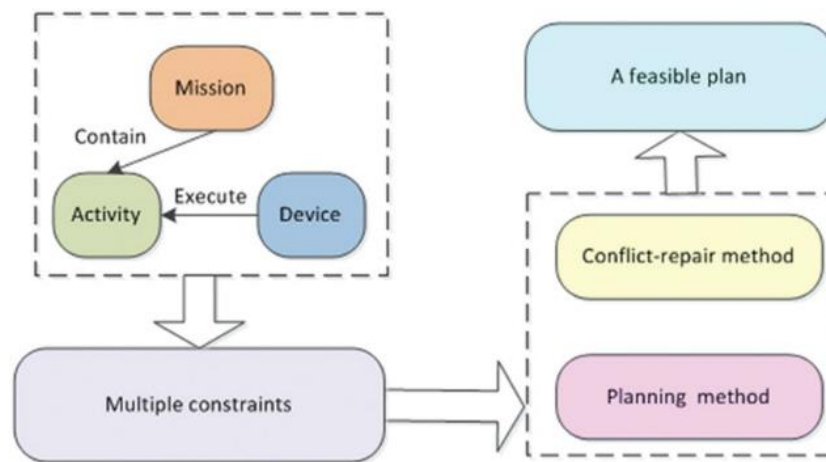 Mission
Contain
Activity
Execute
Device
Multiple constraints
A feasible plan
Conflict-repair method
Planning method